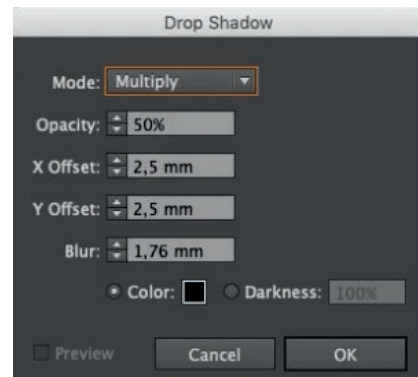 Drop Shadow
Mode: Multiply
Opacity: 50%
X Offset: 2,5 mm
Y Offset: 2,5 mm
Blur: 1,76 mm
Color: Darkness: 100%
Preview Cancel OK